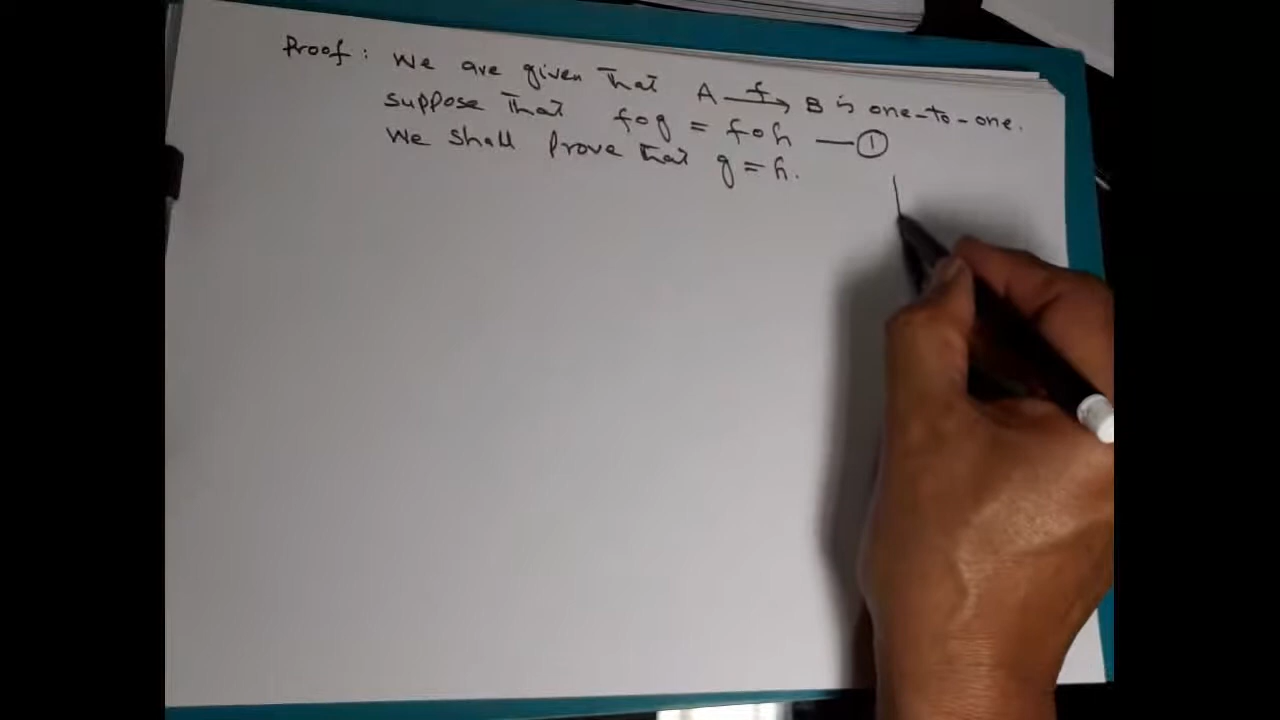 Proof: We are given that A —f→ B is one-to-one.
suppose that f∘g = f∘h —①
We shall prove that g = h.